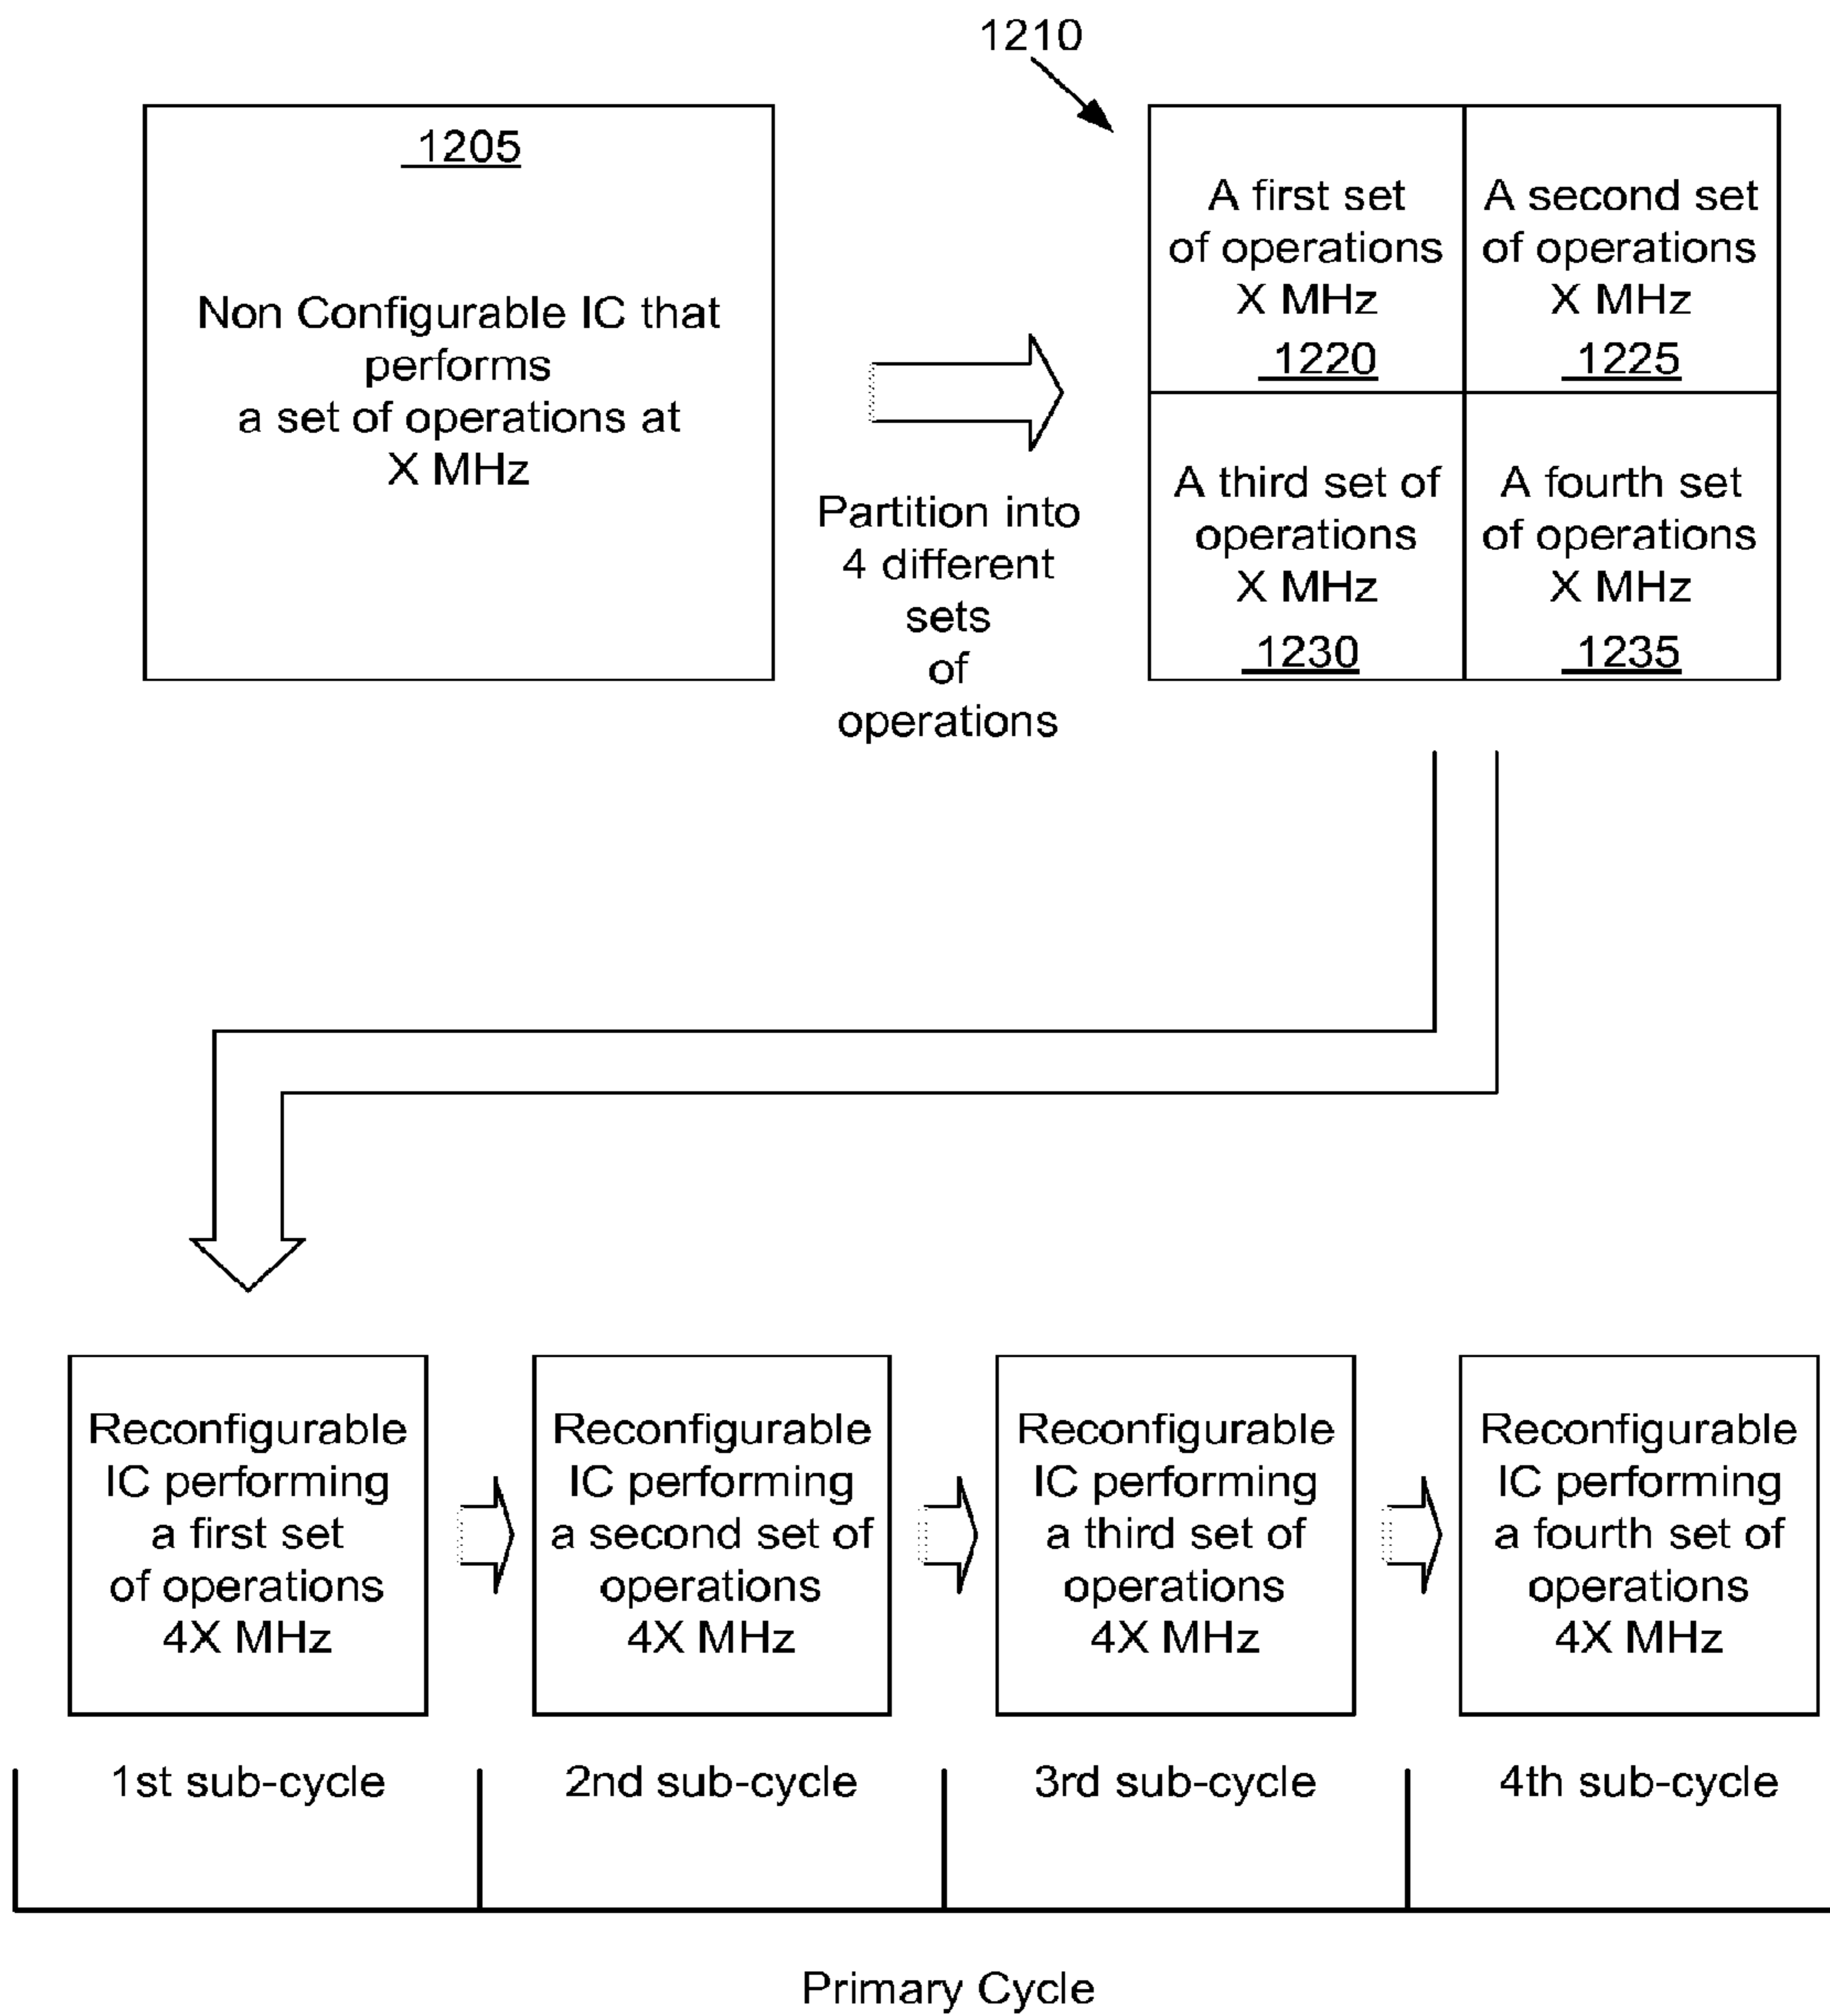 1210
1205
Non Configurable IC that
performs
a set of operations at
X MHz
Partition into
4 different
sets
of
operations
A first set
of operations
X MHz
1220
A second set
of operations
X MHz
1225
A third set of
operations
X MHz
1230
A fourth set
of operations
X MHz
1235
Reconfigurable
IC performing
a first set
of operations
4X MHz
Reconfigurable
IC performing
a second set of
operations
4X MHz
Reconfigurable
IC performing
a third set of
operations
4X MHz
Reconfigurable
IC performing
a fourth set of
operations
4X MHz
1st sub-cycle
2nd sub-cycle
3rd sub-cycle
4th sub-cycle
Primary Cycle